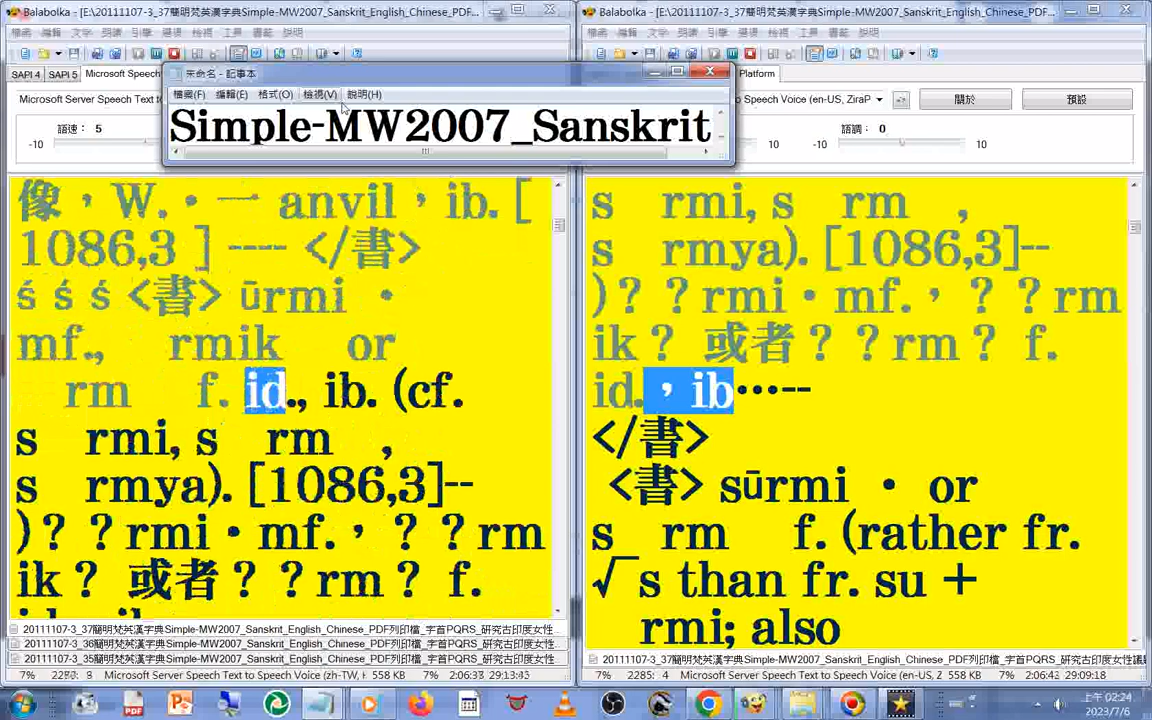 Balabolka - [E:\20111107-3_37簡明梵英漢字典Simple-MW2007_Sanskrit_English_Chinese_PDF...
Balabolka - [E:\20111107-3_37簡明梵英漢字典Simple-MW2007_Sanskrit_English_Chinese_PDF...
SAPI 4 SAPI 5 Microsoft Speech
未命名 - 記事本
檔案(F) 編輯(E) 格式(O) 檢視(V) 說明(H)
Simple-MW2007_Sanskrit
Platform
Microsoft Server Speech Text to
Speech Voice (en-US, ZiraP
關於
預設
語速： 5
-10
10
語調： 0
-10
10
像，W.・一 anvil，ib. [
1086,3 ] ---- </書>
ś ś ś <書> ūrmi ・
mf., rmik or
rm f. id., ib. (cf.
s rmi, s rm ,
s rmya). [1086,3]--
)？？rmi・mf.，？？rm
ik？ 或者？？rm？ f.
s rmi, s rm ,
s rmya). [1086,3]--
)？？rmi・mf.，？？rm
ik？ 或者？？rm？ f.
id.，ib…--
</書>
<書> sūrmi ・ or
s rm f. (rather fr.
√ s than fr. su +
rmi; also
20111107-3_37簡明梵英漢字典Simple-MW2007_Sanskrit_English_Chinese_PDF列印檔_字首PQRS_研究古印度女性
20111107-3_36簡明梵英漢字典Simple-MW2007_Sanskrit_English_Chinese_PDF列印檔_字首PQRS_研究古印度女性
20111107-3_35簡明梵英漢字典Simple-MW2007_Sanskrit_English_Chinese_PDF列印檔_字首PQRS_研究古印度女性
20111107-3_37簡明梵英漢字典Simple-MW2007_Sanskrit_English_Chinese_PDF列印檔_字首PQRS_研究古印度女性
7% Microsoft Server Speech Text to Speech Voice (zh-TW, H 558 KB 7% 2:06:38 29:13:43
7% 2285: 4 Microsoft Server Speech Text to Speech Voice (en-US, Z 558 KB 7% 2:06:37 29:09:18
上午 02:24
2023/7/6